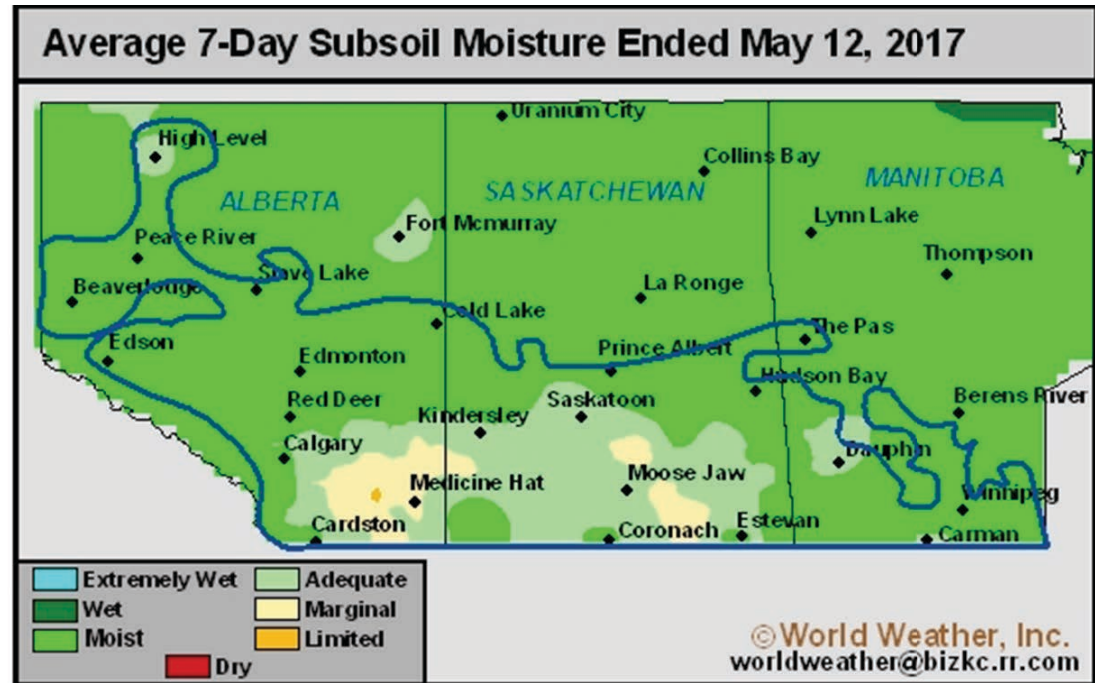 Average 7-Day Subsoil Moisture Ended May 12, 2017
Uranium City
High Level
Collins Bay
ALBERTA
SASKATCHEWAN
MANITOBA
Fort Mcmurray
Lynn Lake
Peace River
Thompson
Slave Lake
Beaverlodge
La Ronge
Cold Lake
The Pas
Edson
Edmonton
Prince Albert
Hudson Bay
Red Deer
Kindersley
Saskatoon
Berens River
Calgary
Dauphin
Medicine Hat
Moose Jaw
Winnipeg
Cardston
Coronach
Estevan
Carman
Extremely Wet
Adequate
Wet
Marginal
Moist
Limited
Dry
©World Weather, Inc.
worldweather@bizkc.rr.com